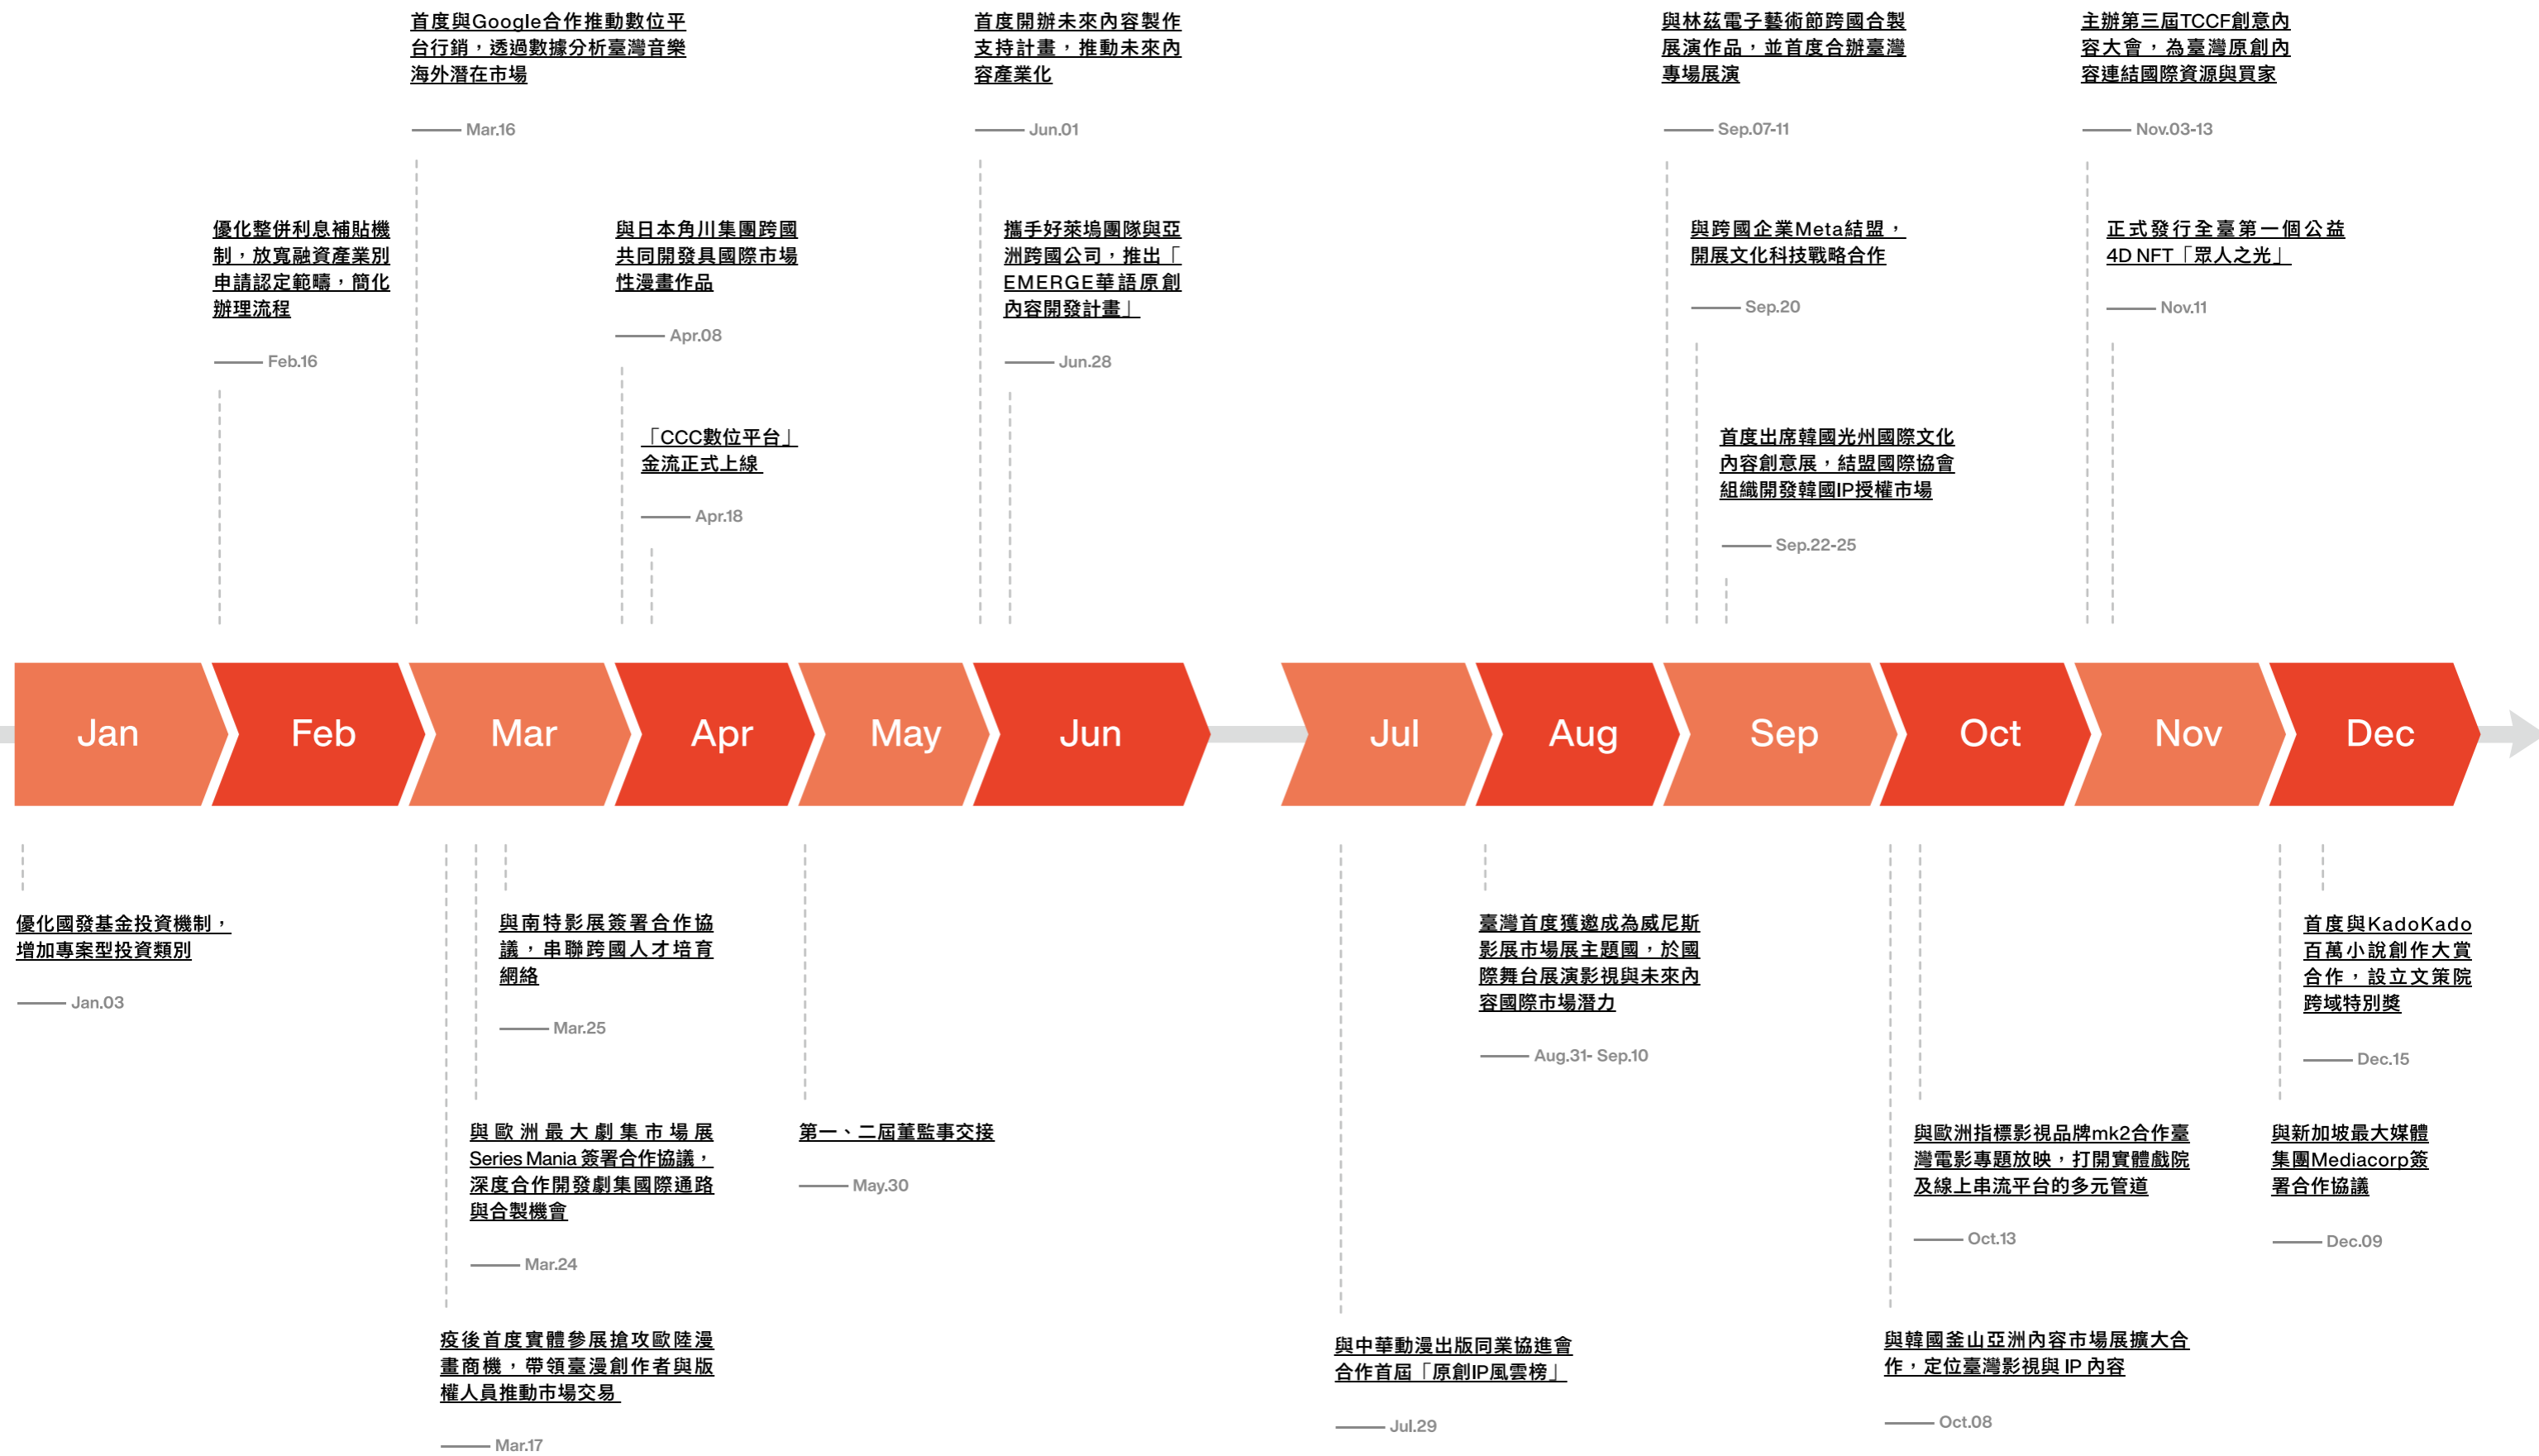 首度與Google合作推動數位平
台行銷，透過數據分析臺灣音樂
海外潛在市場
Mar.16
首度開辦未來內容製作
支持計畫，推動未來內
容產業化
Jun.01
與林茲電子藝術節跨國合製
展演作品，並首度合辦臺灣
專場展演
Sep.07-11
主辦第三屆TCCF創意內
容大會，為臺灣原創內
容連結國際資源與買家
Nov.03-13
優化整併利息補貼機
制，放寬融資產業別
申請認定範疇，簡化
辦理流程
Feb.16
與日本角川集團跨國
共同開發具國際市場
性漫畫作品
Apr.08
攜手好萊塢團隊與亞
洲跨國公司，推出「
EMERGE華語原創
內容開發計畫」
Jun.28
與跨國企業Meta結盟，
開展文化科技戰略合作
Sep.20
正式發行全臺第一個公益
4D NFT「眾人之光」
Nov.11
「CCC數位平台」
金流正式上線
Apr.18
首度出席韓國光州國際文化
內容創意展，結盟國際協會
組織開發韓國IP授權市場
Sep.22-25
Jan
Feb
Mar
Apr
May
Jun
Jul
Aug
Sep
Oct
Nov
Dec
優化國發基金投資機制，
增加專案型投資類別
Jan.03
與南特影展簽署合作協
議，串聯跨國人才培育
網絡
Mar.25
臺灣首度獲邀成為威尼斯
影展市場展主題國，於國
際舞台展演影視與未來內
容國際市場潛力
Aug.31- Sep.10
首度與KadoKado
百萬小說創作大賞
合作，設立文策院
跨域特別獎
Dec.15
與歐洲最大劇集市場展
Series Mania 簽署合作協議，
深度合作開發劇集國際通路
與合製機會
Mar.24
第一、二屆董監事交接
May.30
與歐洲指標影視品牌mk2合作臺
灣電影專題放映，打開實體戲院
及線上串流平台的多元管道
Oct.13
與新加坡最大媒體
集團Mediacorp簽
署合作協議
Dec.09
疫後首度實體參展搶攻歐陸漫
畫商機，帶領臺漫創作者與版
權人員推動市場交易
Mar.17
與中華動漫出版同業協進會
合作首屆「原創IP風雲榜」
Jul.29
與韓國釜山亞洲內容市場展擴大合
作，定位臺灣影視與 IP 內容
Oct.08